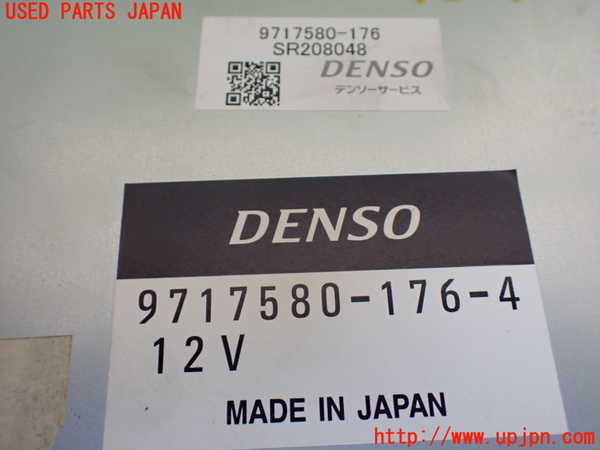 USED PARTS JAPAN
9717580-176
SR208048
DENSO
デンソーサービス
DENSO
9717580-176-4
12V
MADE IN JAPAN
http://www.upjpn.com